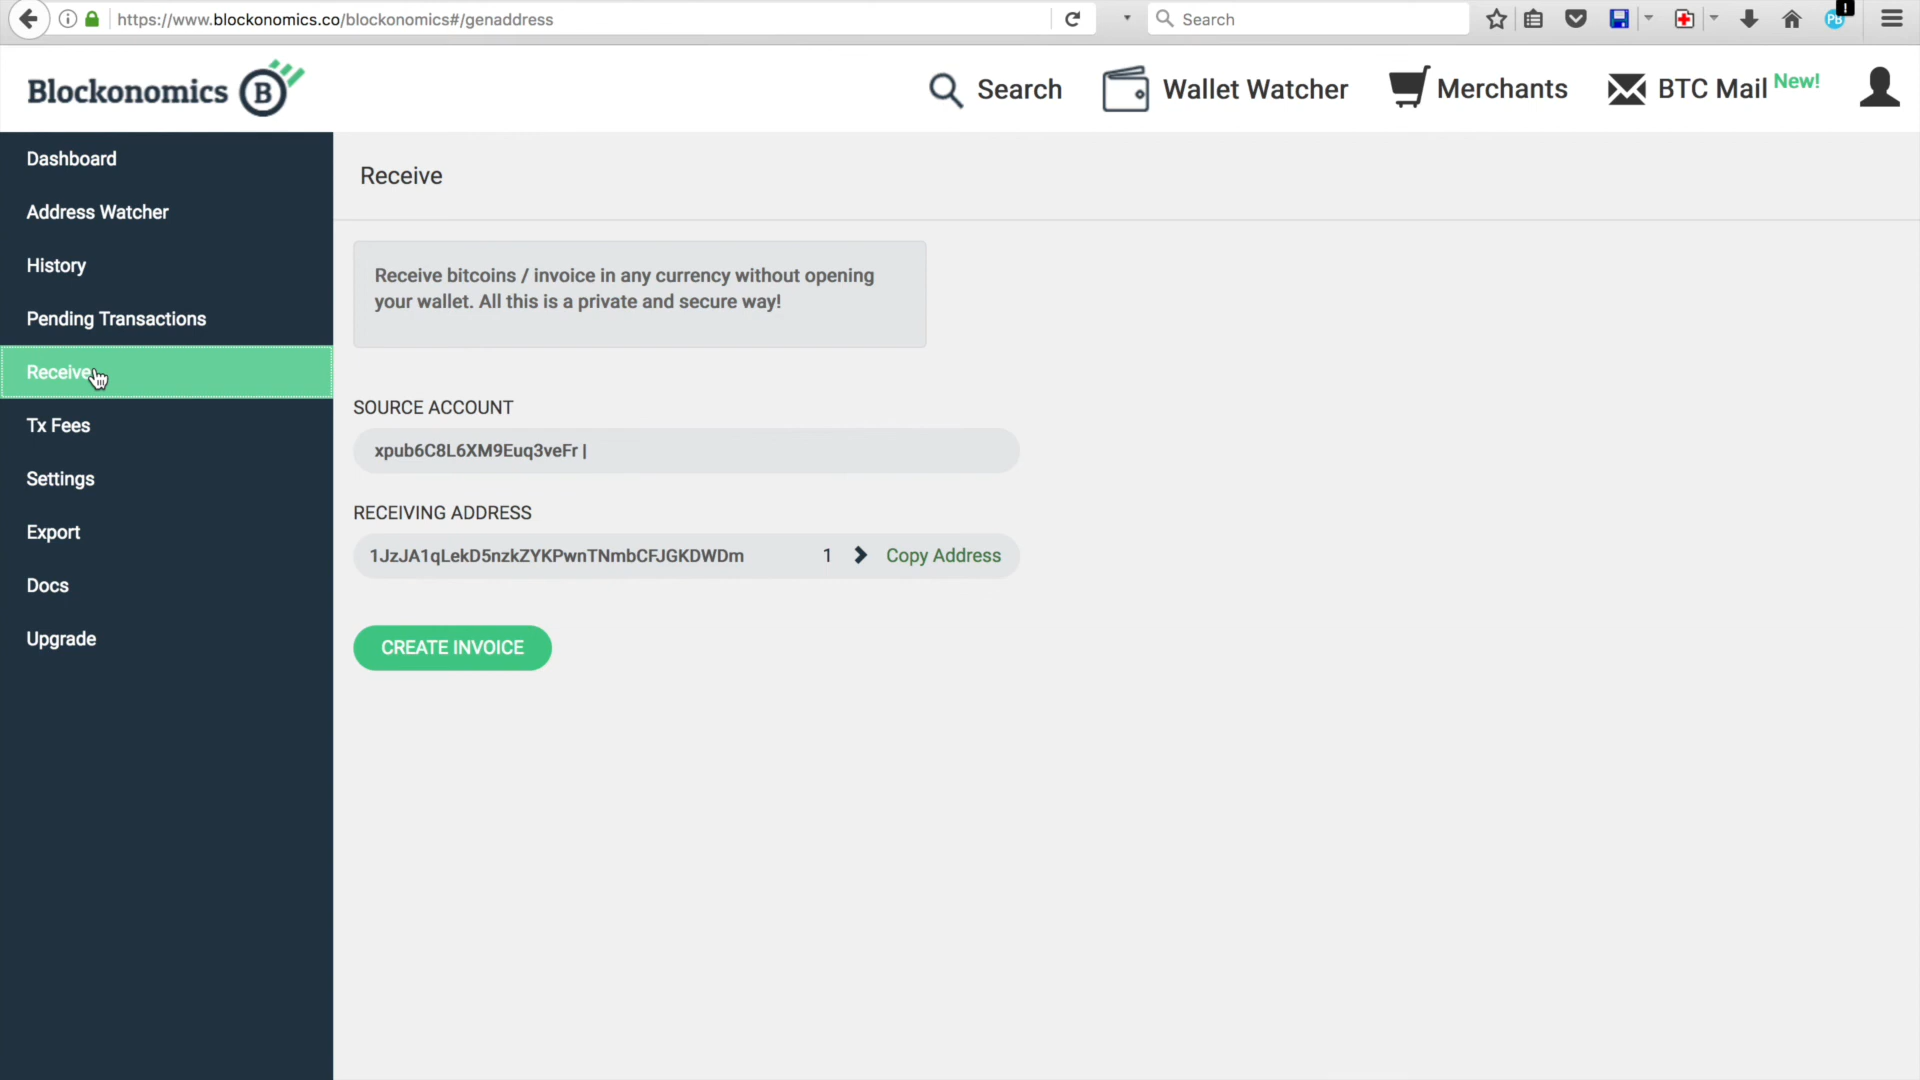 https://www.blockonomics.co/blockonomics#/genaddress
Search
PB
!
Blockonomics B
Search
Wallet Watcher
Merchants
BTC Mail New!
Dashboard
Address Watcher
History
Pending Transactions
Receive
Tx Fees
Settings
Export
Docs
Upgrade
Receive
Receive bitcoins / invoice in any currency without opening
your wallet. All this is a private and secure way!
SOURCE ACCOUNT
xpub6C8L6XM9Euq3veFr |
RECEIVING ADDRESS
1JzJA1qLekD5nzkZYKPwnTNmbCFJGKDWDm 1 Copy Address
CREATE INVOICE